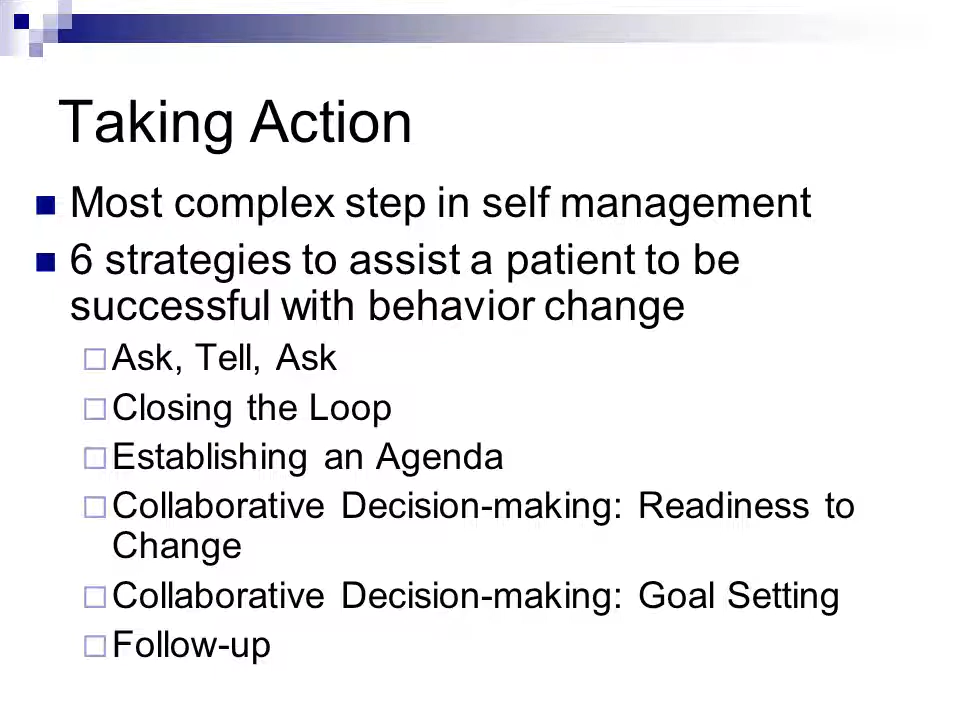 Taking Action
Most complex step in self management
6 strategies to assist a patient to be
successful with behavior change
Ask, Tell, Ask
Closing the Loop
Establishing an Agenda
Collaborative Decision-making: Readiness to
Change
Collaborative Decision-making: Goal Setting
Follow-up